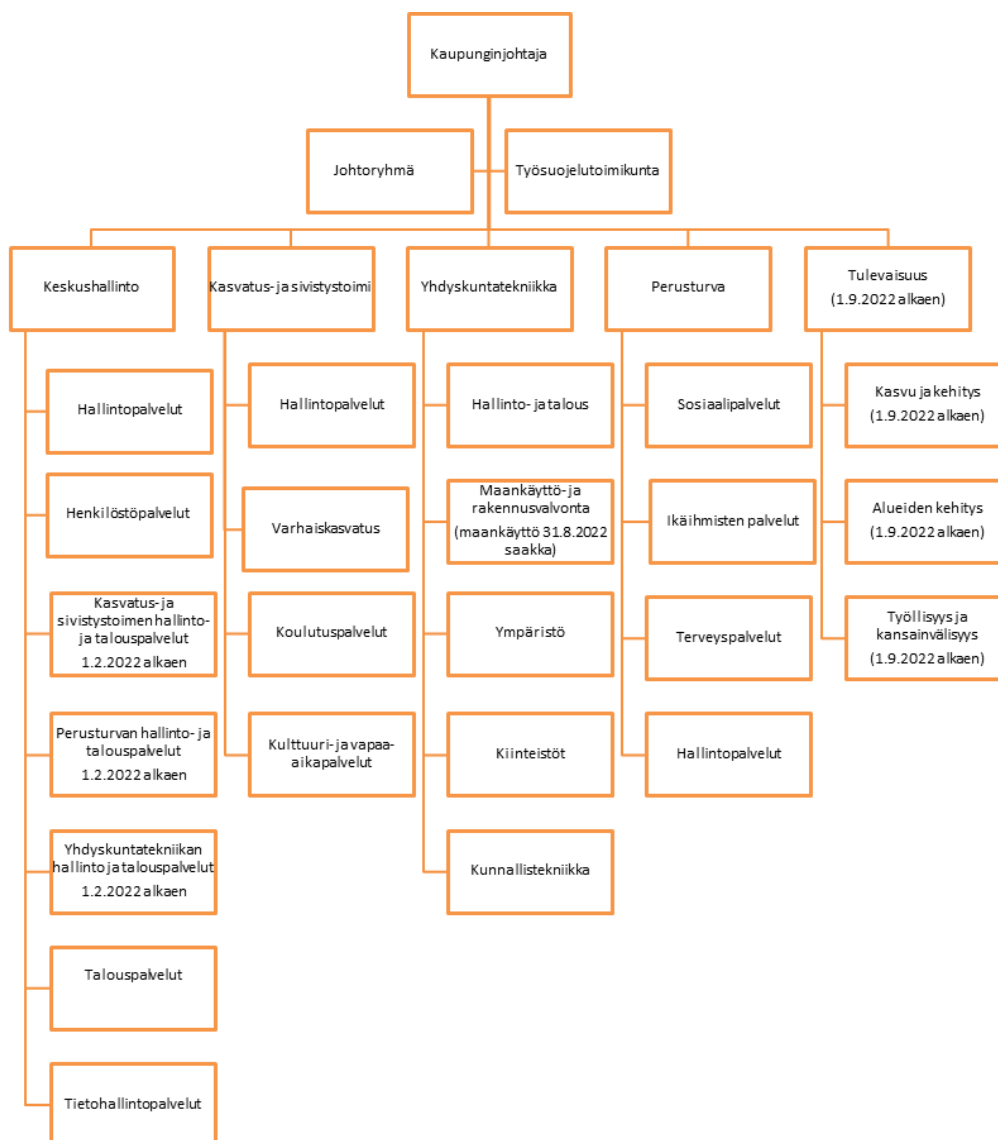 Kaupunginjohtaja
Johtoryhmä
Työsuojelutoimikunta
Keskushallinto
Kasvatus- ja sivistystoimi
Yhdyskuntatekniikka
Perusturva
Tulevaisuus
(1.9.2022 alkaen)
Hallintopalvelut
Henkilöstöpalvelut
Kasvatus- ja
sivistystoimen hallinto-
ja talouspalvelut
1.2.2022 alkaen
Perusturvan hallinto- ja
talouspalvelut
1.2.2022 alkaen
Yhdyskuntatekniikan
hallinto ja talouspalvelut
1.2.2022 alkaen
Talouspalvelut
Tietohallintopalvelut
Hallintopalvelut
Varhaiskasvatus
Koulutuspalvelut
Kulttuuri- ja vapaa-
aikapalvelut
Hallinto- ja talous
Maankäyttö- ja
rakennusvalvonta
(maankäyttö 31.8.2022
saakka)
Ympäristö
Kiinteistöt
Kunnallistekniikka
Sosiaalipalvelut
Ikäihmisten palvelut
Terveyspalvelut
Hallintopalvelut
Kasvu ja kehitys
(1.9.2022 alkaen)
Alueiden kehitys
(1.9.2022 alkaen)
Työllisyys ja
kansainvälisyys
(1.9.2022 alkaen)